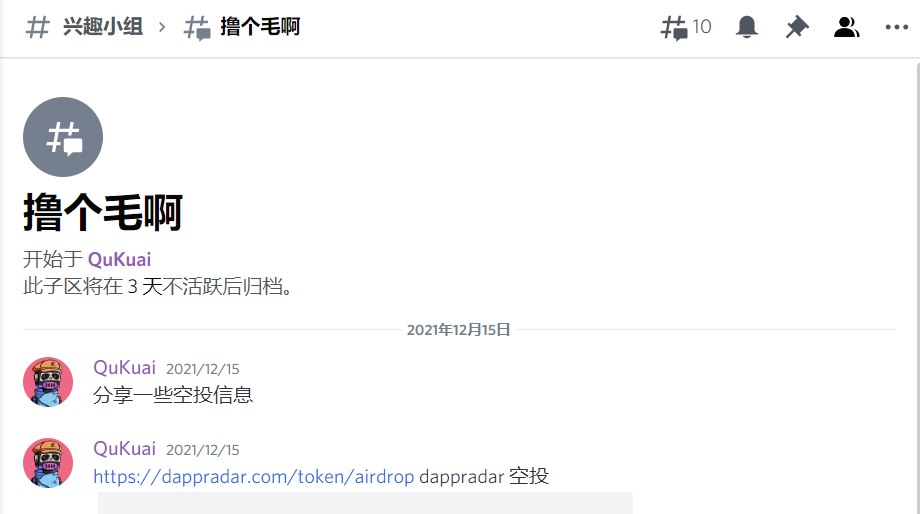 兴趣小组 › 撸个毛啊 10
撸个毛啊
开始于 QuKuai
此子区将在 3 天不活跃后归档。
2021年12月15日
QuKuai 2021/12/15
分享一些空投信息
QuKuai 2021/12/15
https://dappradar.com/token/airdrop dappradar 空投